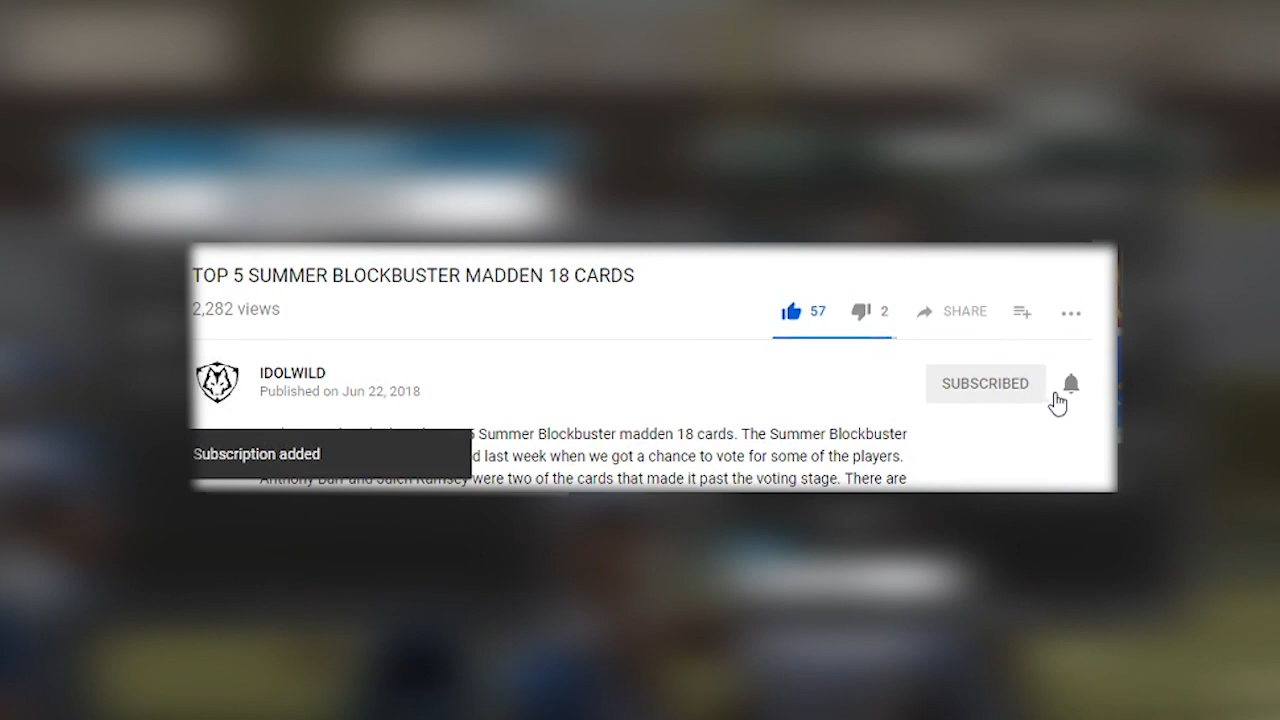 TOP 5 SUMMER BLOCKBUSTER MADDEN 18 CARDS
2,282 views
57 2 SHARE
IDOLWILD
Published on Jun 22, 2018
SUBSCRIBED
5 Summer Blockbuster madden 18 cards. The Summer Blockbuster
Subscription added
d last week when we got a chance to vote for some of the players.
were two of the cards that made it past the voting stage. There are